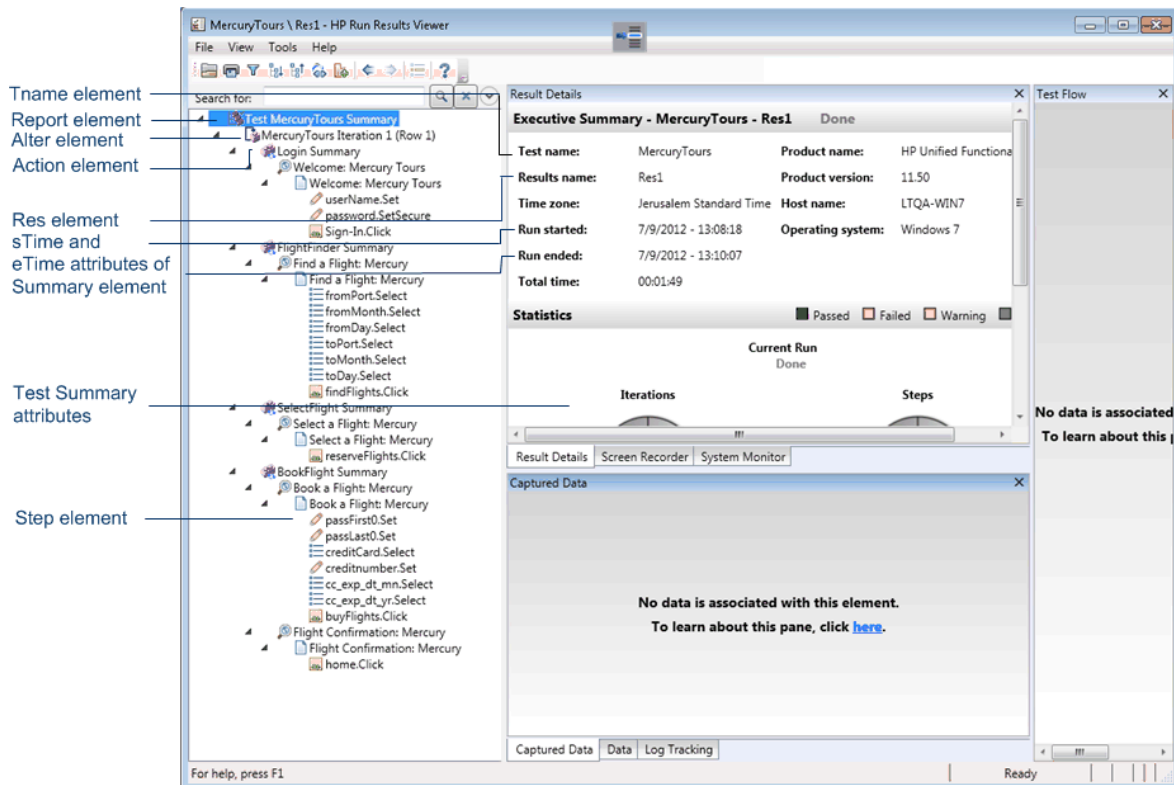 MercuryTours \ Res1 - HP Run Results Viewer
File View Tools Help
Search for:
Tname element
Report element
Alter element
Action element
Res element
sTime and
eTime attributes of
Summary element
Test Summary
attributes
Step element
Test MercuryTours Summary
MercuryTours Iteration 1 (Row 1)
Login Summary
Welcome: Mercury Tours
Welcome: Mercury Tours
userName.Set
password.SetSecure
Sign-In.Click
FlightFinder Summary
Find a Flight: Mercury
Find a Flight: Mercury
fromPort.Select
fromMonth.Select
fromDay.Select
toPort.Select
toMonth.Select
toDay.Select
findFlights.Click
SelectFlight Summary
Select a Flight: Mercury
Select a Flight: Mercury
reserveFlights.Click
BookFlight Summary
Book a Flight: Mercury
Book a Flight: Mercury
passFirst0.Set
passLast0.Set
creditCard.Select
creditnumber.Set
cc_exp_dt_mn.Select
cc_exp_dt_yr.Select
buyFlights.Click
Flight Confirmation: Mercury
Flight Confirmation: Mercury
home.Click
Result Details
Executive Summary - MercuryTours - Res1 Done
Test name: MercuryTours Product name: HP Unified Functiona
Results name: Res1 Product version: 11.50
Time zone: Jerusalem Standard Time Host name: LTQA-WIN7
Run started: 7/9/2012 - 13:08:18 Operating system: Windows 7
Run ended: 7/9/2012 - 13:10:07
Total time: 00:01:49
Statistics Passed Failed Warning
Current Run
Done
Iterations Steps
Result Details Screen Recorder System Monitor
Captured Data
No data is associated with this element.
To learn about this pane, click here.
Captured Data Data Log Tracking
Test Flow
No data is associated
To learn about this
For help, press F1
Ready